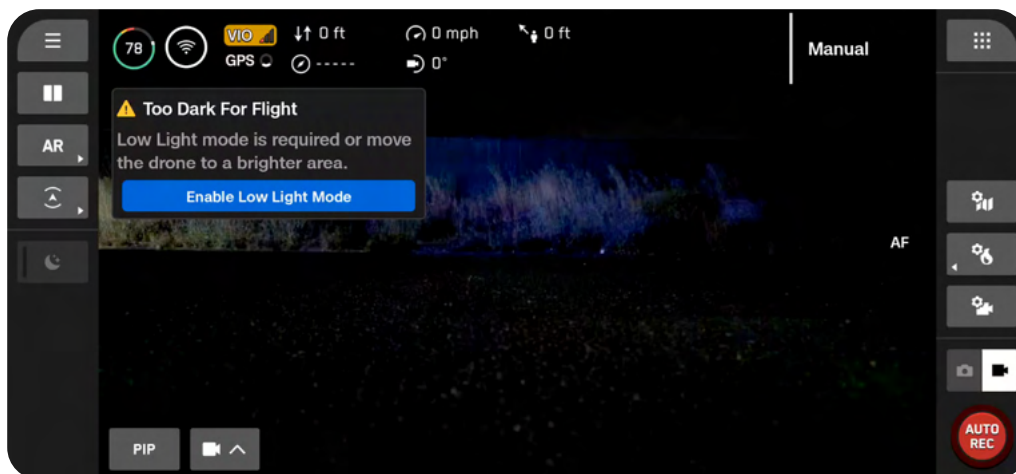 78
VIO
GPS
0 ft
-----
0 mph
0°
0 ft
Manual
Too Dark For Flight
Low Light mode is required or move
the drone to a brighter area.
Enable Low Light Mode
AR
AF
PIP
AUTO
REC